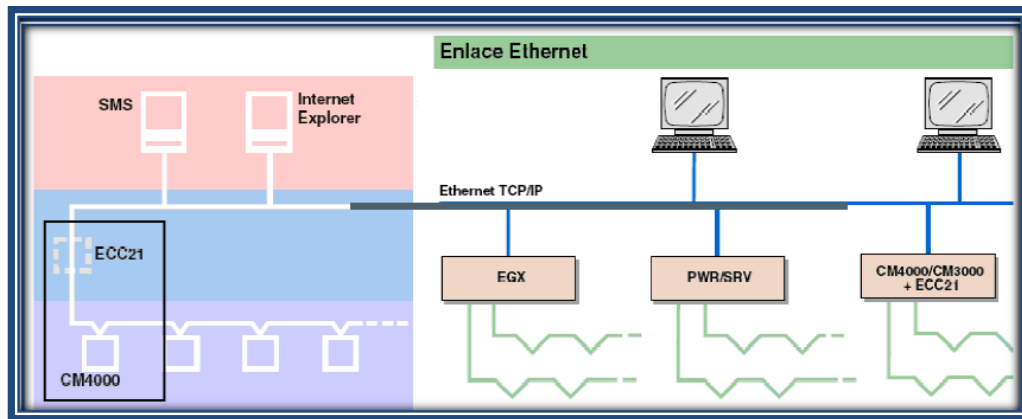 Enlace Ethernet
SMS
Internet
Explorer
Ethernet TCP/IP
ECC21
EGX
PWR/SRV
CM4000/CM3000
+ ECC21
CM4000